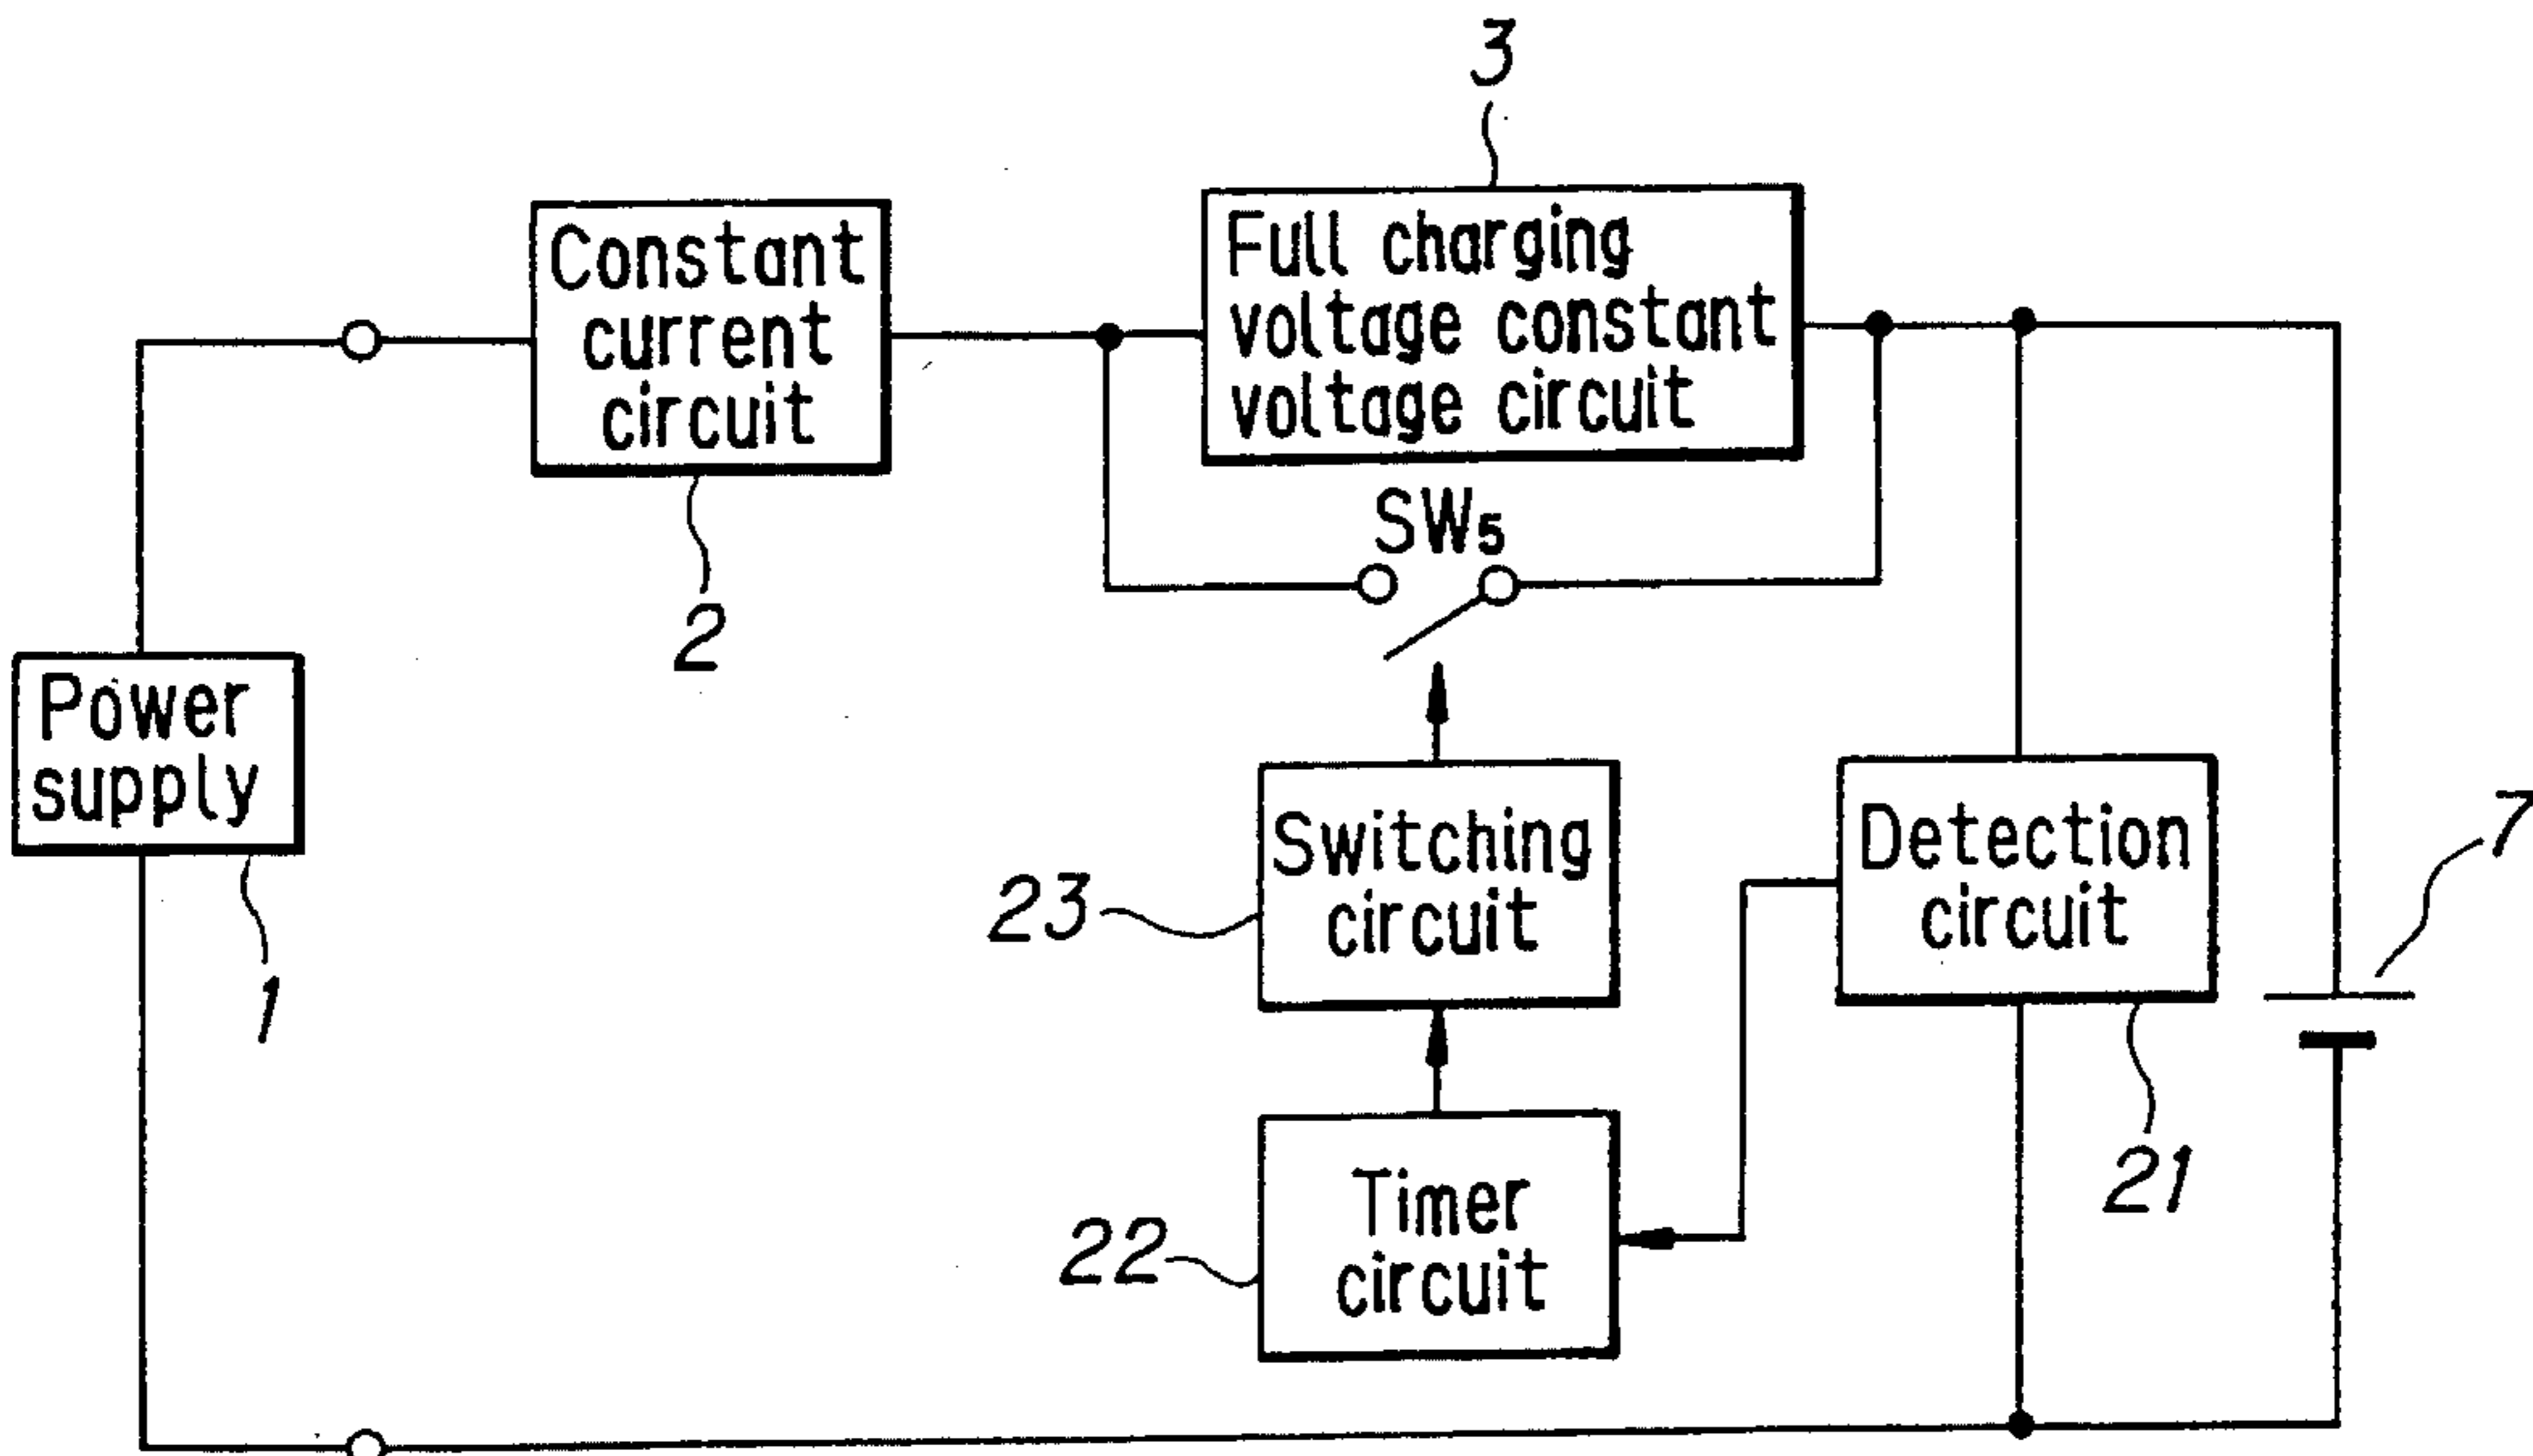 3
Constant
current
circuit
Full charging
voltage constant
voltage circuit
SW5
2
Power
supply
1
Switching
circuit
23
Detection
circuit
7
21
Timer
circuit
22